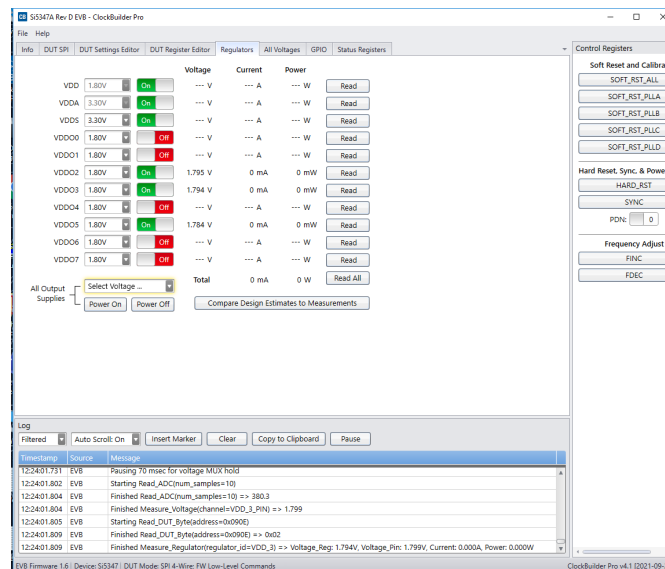 Si5347A Rev D EVB - ClockBuilder Pro
File Help
Info DUT SPI DUT Settings Editor DUT Register Editor Regulators All Voltages GPIO Status Registers
Control Registers
Voltage Current Power
VDD 1.80V On --- V --- A --- W Read
VDDA 3.30V On --- V --- A --- W Read
VDDS 3.30V On --- V --- A --- W Read
VDDO0 1.80V Off --- V --- A --- W Read
VDDO1 1.80V Off --- V --- A --- W Read
VDDO2 1.80V On 1.795 V 0 mA 0 mW Read
VDDO3 1.80V On 1.794 V 0 mA 0 mW Read
VDDO4 1.80V Off --- V --- A --- W Read
VDDO5 1.80V On 1.784 V 0 mA 0 mW Read
VDDO6 1.80V Off --- V --- A --- W Read
VDDO7 1.80V Off --- V --- A --- W Read
All Output Supplies Select Voltage ... Total 0 mA 0 W Read All
Power On Power Off Compare Design Estimates to Measurements
Soft Reset and Calibra
SOFT_RST_ALL
SOFT_RST_PLLA
SOFT_RST_PLLB
SOFT_RST_PLLC
SOFT_RST_PLLD
Hard Reset, Sync, & Powe
HARD_RST
SYNC
PDN: 0
Frequency Adjust
FINC
FDEC
Log
Filtered Auto Scroll: On Insert Marker Clear Copy to Clipboard Pause
Timestamp Source Message
12:24:01.731 EVB Pausing 70 msec for voltage MUX hold
12:24:01.802 EVB Starting Read_ADC(num_samples=10)
12:24:01.804 EVB Finished Read_ADC(num_samples=10) => 380.3
12:24:01.804 EVB Finished Measure_Voltage(channel=VDD_3_PIN) => 1.799
12:24:01.805 EVB Starting Read_DUT_Byte(address=0x090E)
12:24:01.809 EVB Finished Read_DUT_Byte(address=0x090E) => 0x02
12:24:01.809 EVB Finished Measure_Regulator(regulator_id=VDD_3) => Voltage_Reg: 1.794V, Voltage_Pin: 1.799V, Current: 0.000A, Power: 0.000W
EVB Firmware 1.6 Device: Si5347 DUT Mode: SPI 4-Wire: FW Low-Level Commands
ClockBuilder Pro v4.1 [2021-09-